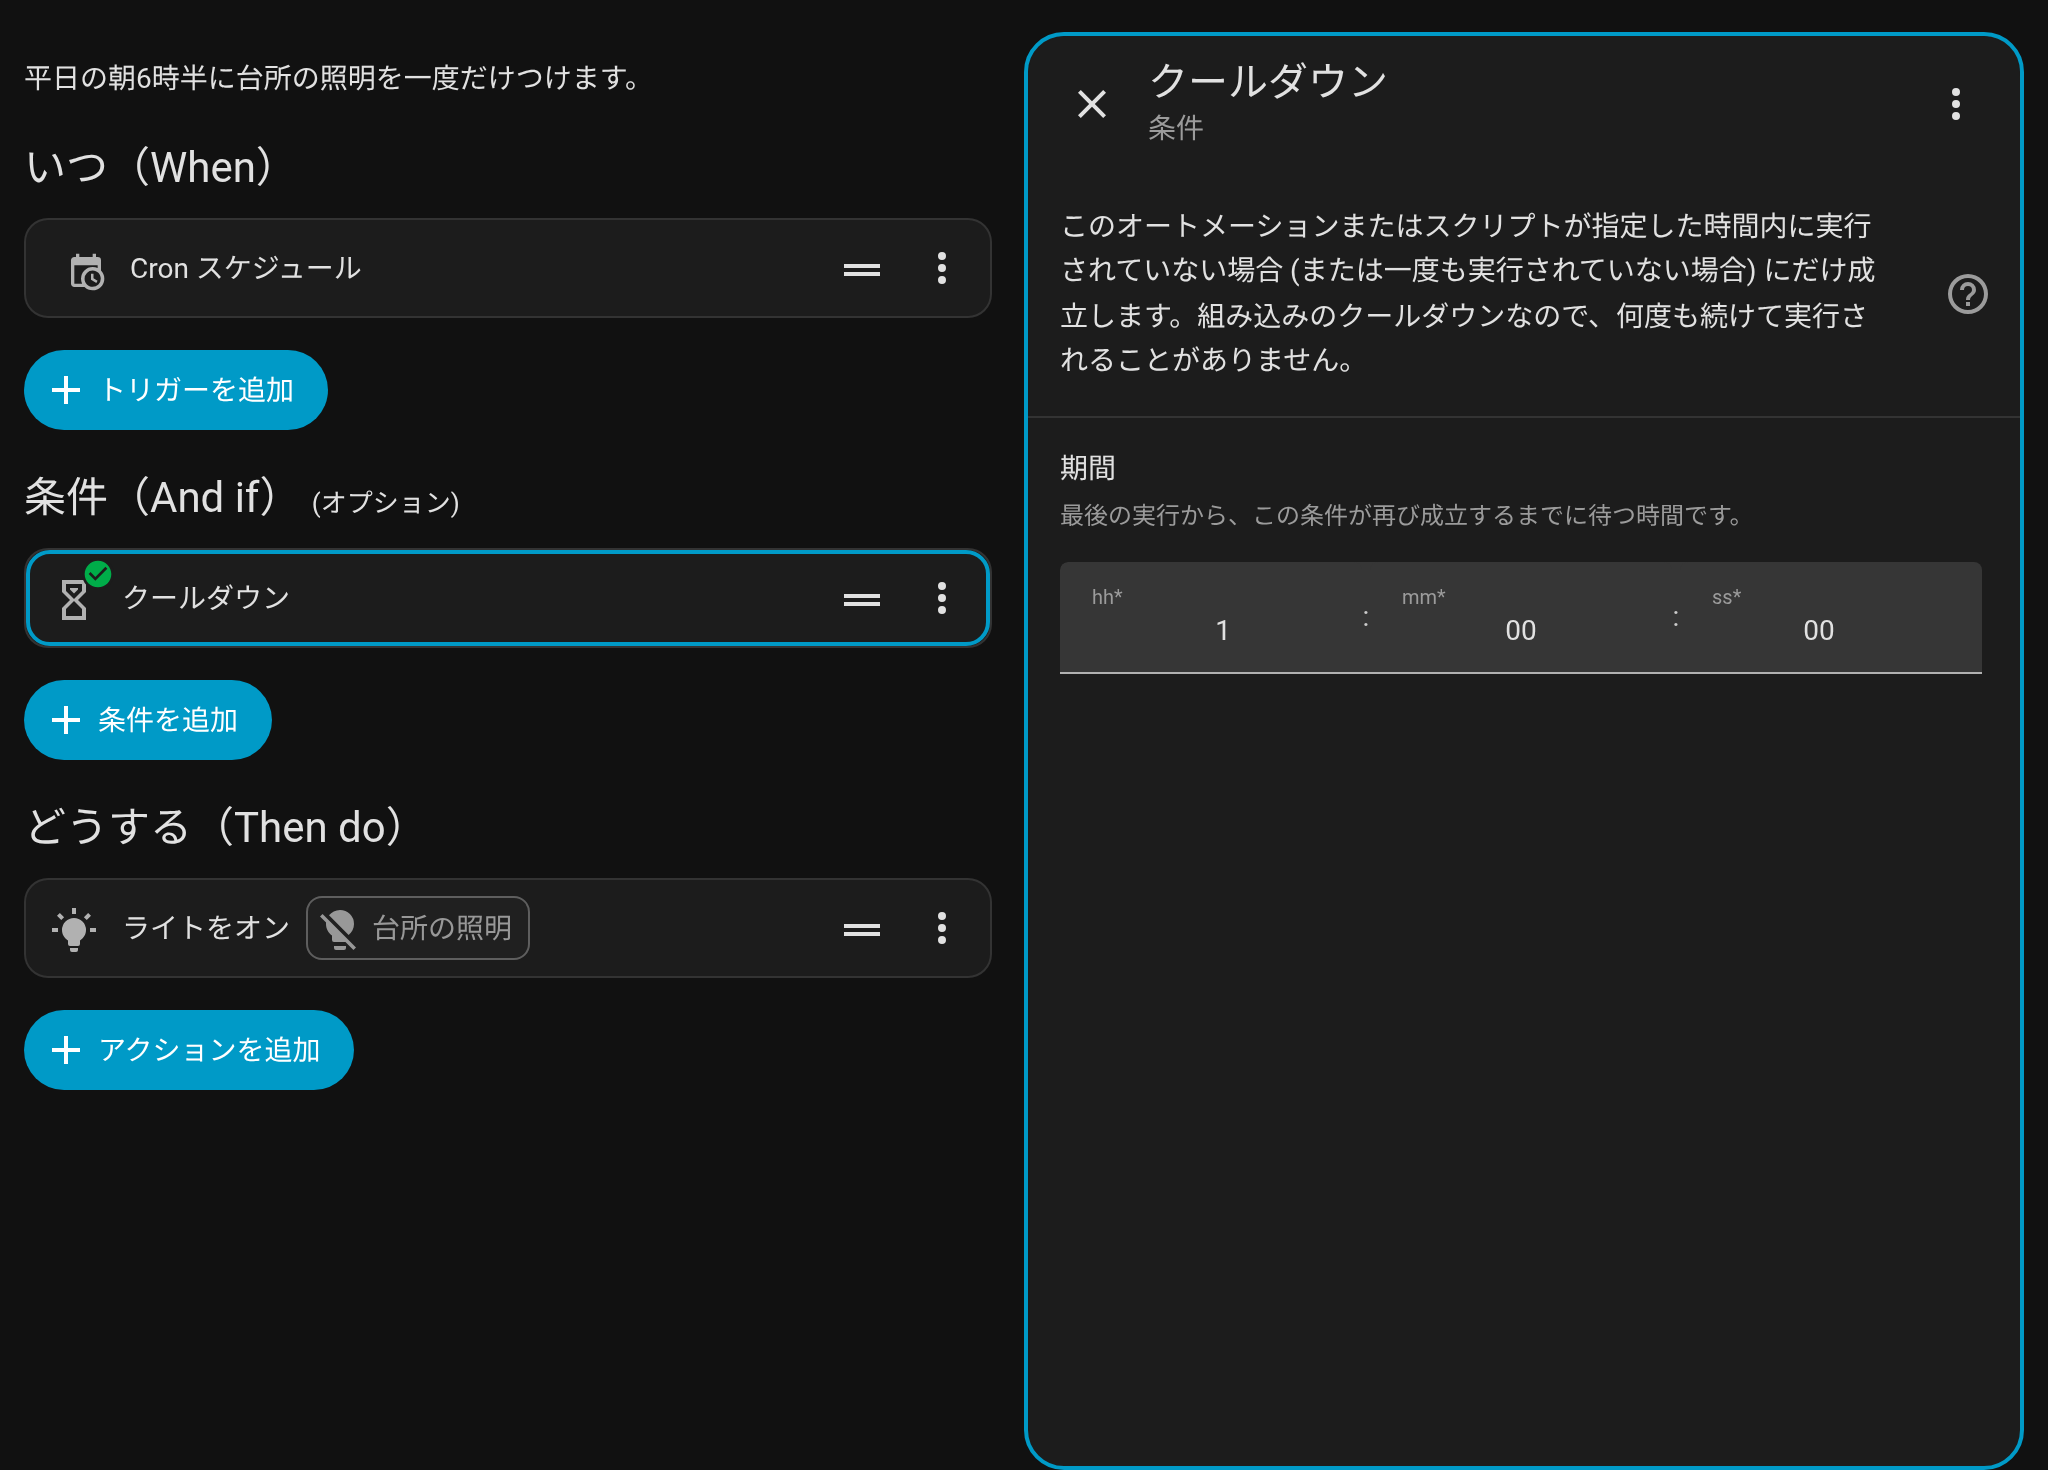 平日の朝6時半に台所の照明を一度だけつけます。
いつ（When）
Cron スケジュール
トリガーを追加
条件（And if） (オプション)
クールダウン
条件を追加
どうする（Then do）
ライトをオン 台所の照明
アクションを追加
クールダウン
条件
このオートメーションまたはスクリプトが指定した時間内に実行
されていない場合 (または一度も実行されていない場合) にだけ成
立します。組み込みのクールダウンなので、何度も続けて実行さ
れることがありません。
期間
最後の実行から、この条件が再び成立するまでに待つ時間です。
hh* mm* ss*
1 : 00 : 00